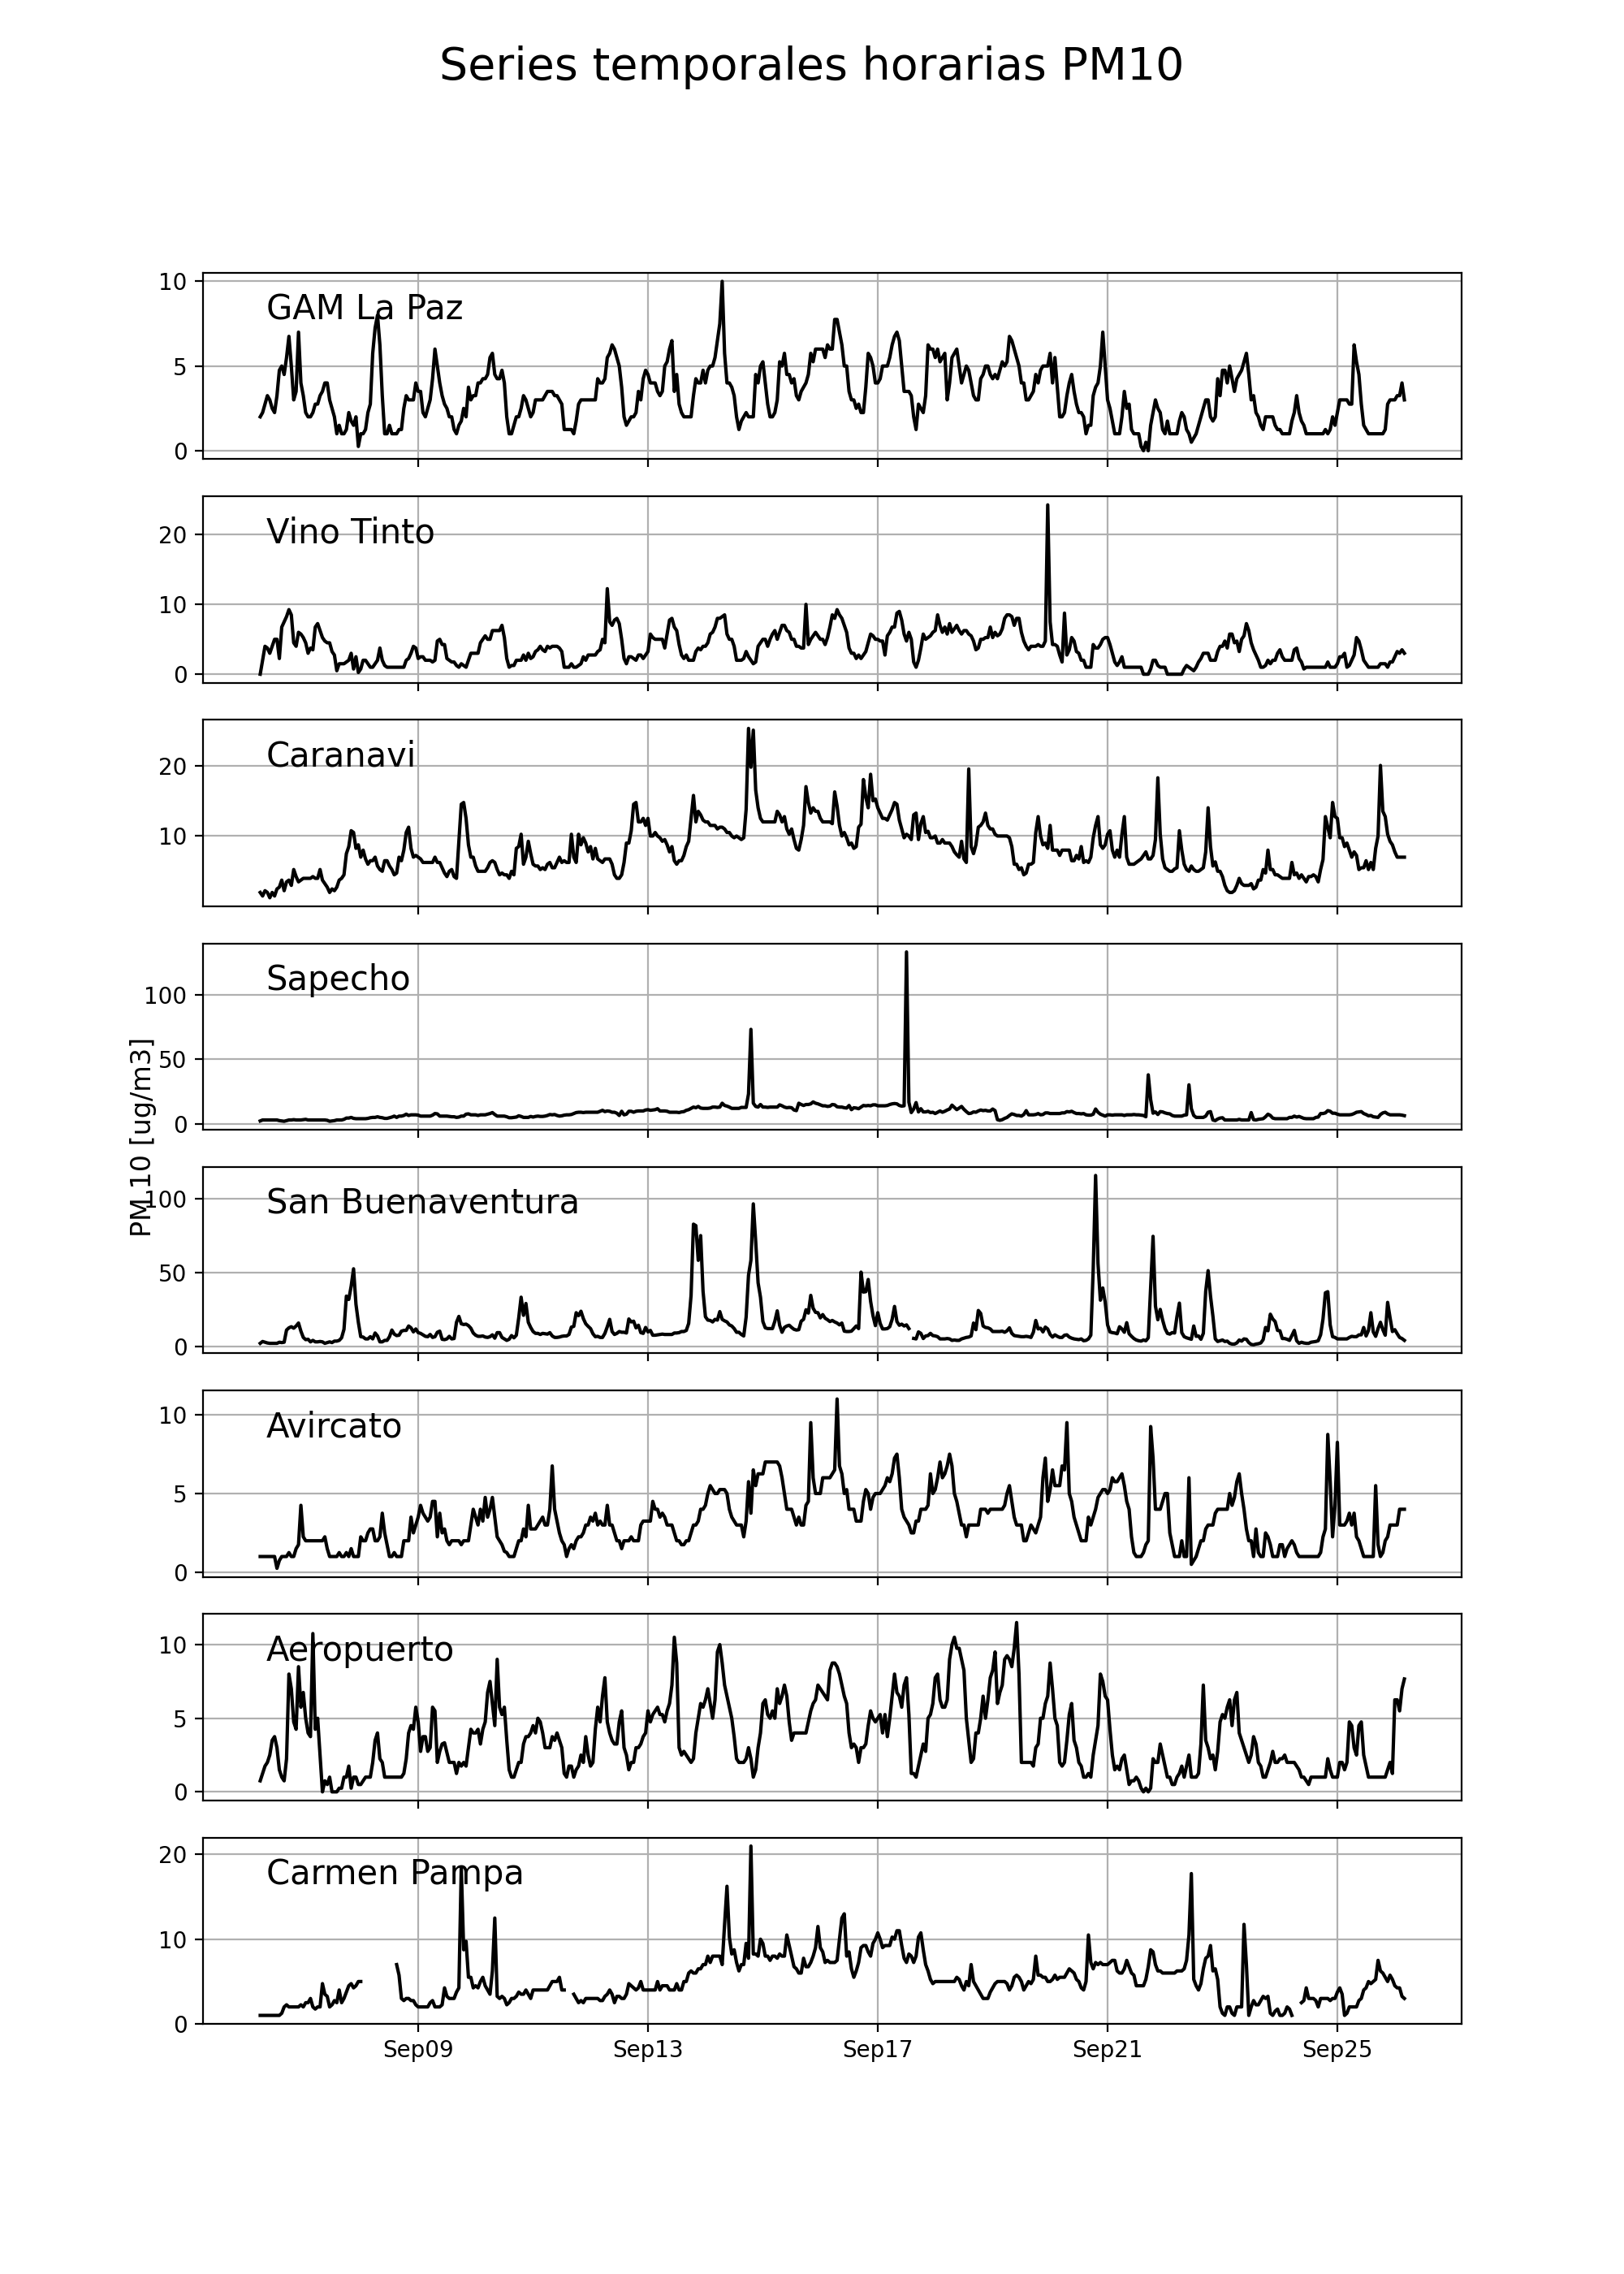 Series temporales horarias PM10
10
GAM La Paz
5
0
Vino Tinto
20
10
0
Caranavi
20
10
Sapecho
100
50
0
PM 10 [ug/m3]
San Buenaventura
100
50
0
Avircato
10
5
0
Aeropuerto
10
5
0
Carmen Pampa
20
10
0
Sep09 Sep13 Sep17 Sep21 Sep25